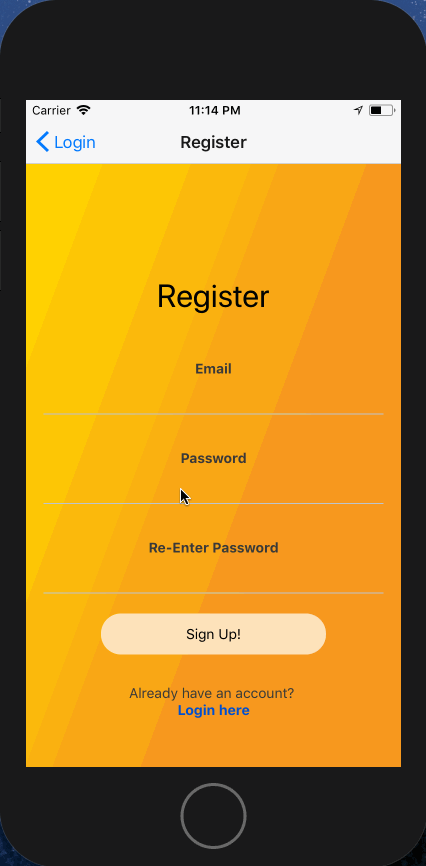 Carrier 11:14 PM
Login Register
Register
Email
Password
Re-Enter Password
Sign Up!
Already have an account?
Login here